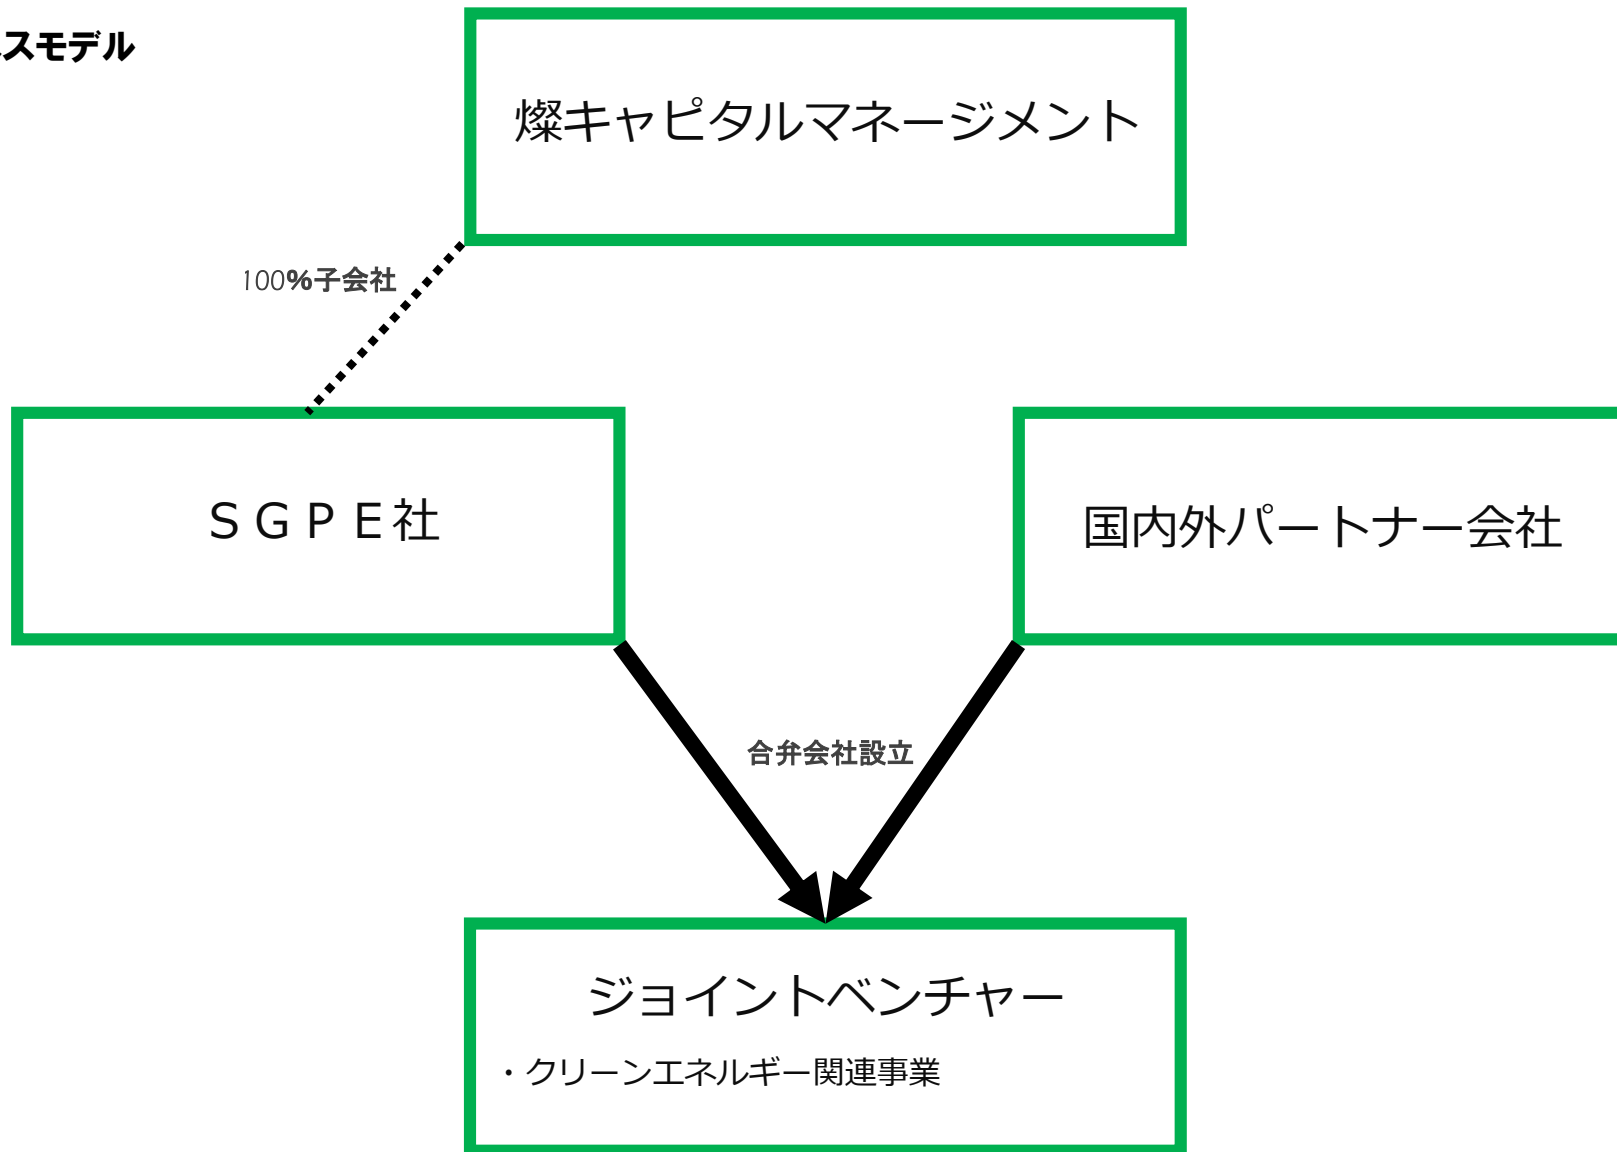 スモデル
燦キャピタルマネージメント
100%子会社
ＳＧＰＥ社
国内外パートナー会社
合弁会社設立
ジョイントベンチャー
・クリーンエネルギー関連事業